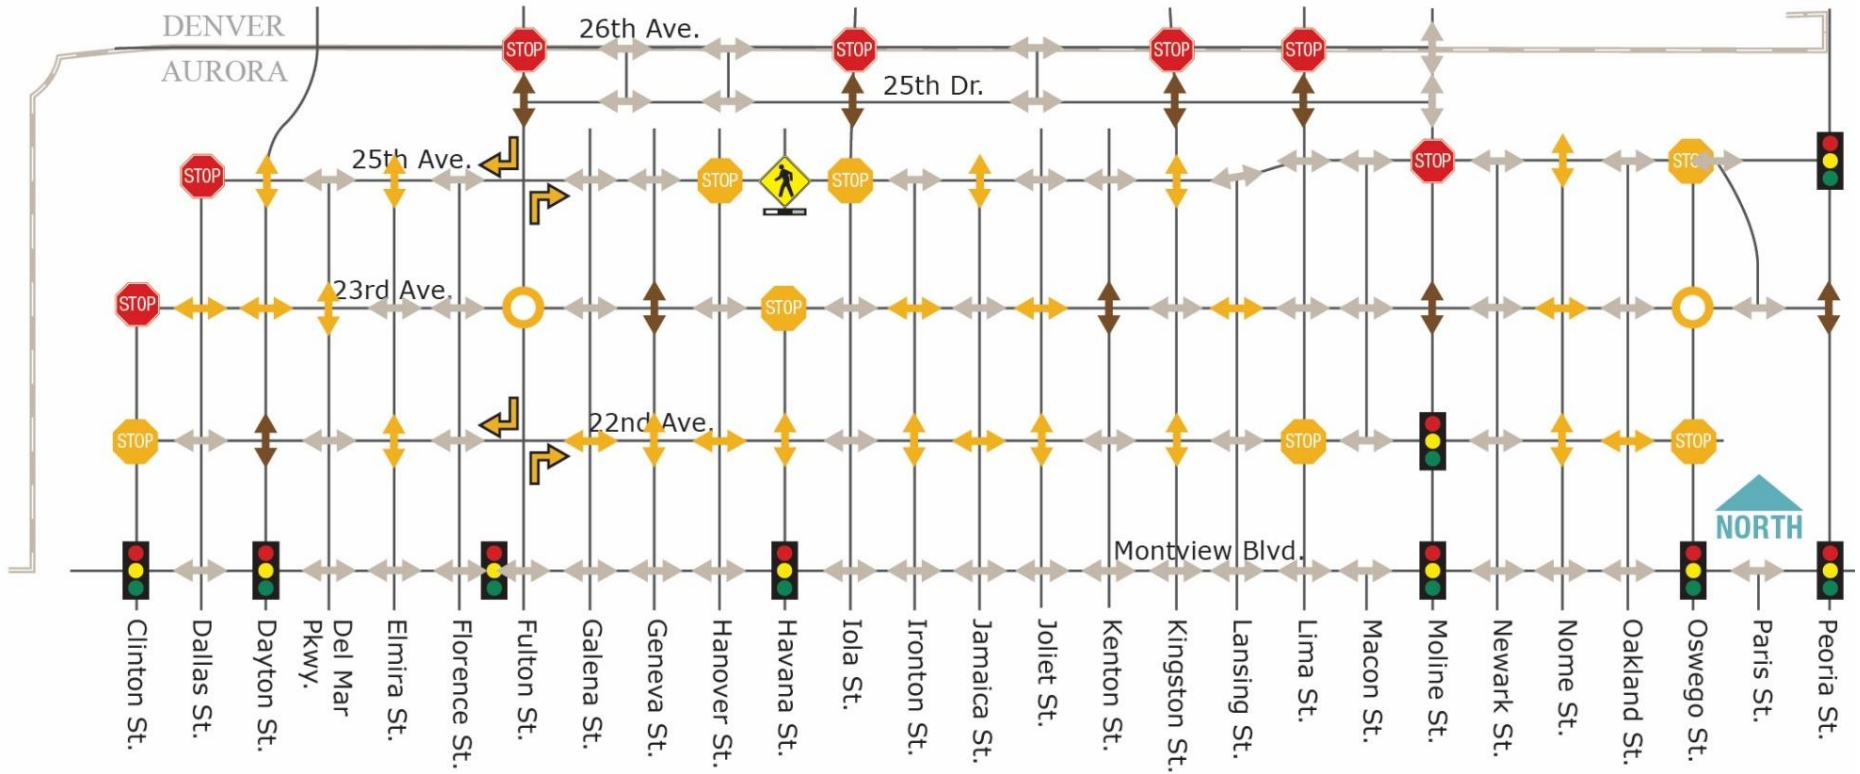 DENVER
26th Ave.
STOP
STOP
STOP
STOP
AURORA
25th Dr.
25th Ave.
STOP
STOP
STOP
STOP
STOP
23rd Ave.
STOP
STOP
22nd Ave.
STOP
STOP
STOP
NORTH
Montview Blvd.
Clinton St.
Dallas St.
Dayton St.
Del Mar
Pkwy.
Elmira St.
Florence St.
Fulton St.
Galena St.
Geneva St.
Hanover St.
Havana St.
Iola St.
Ironton St.
Jamaica St.
Joliet St.
Kenton St.
Kingston St.
Lansing St.
Lima St.
Macon St.
Moline St.
Newark St.
Nome St.
Oakland St.
Oswego St.
Paris St.
Peoria St.